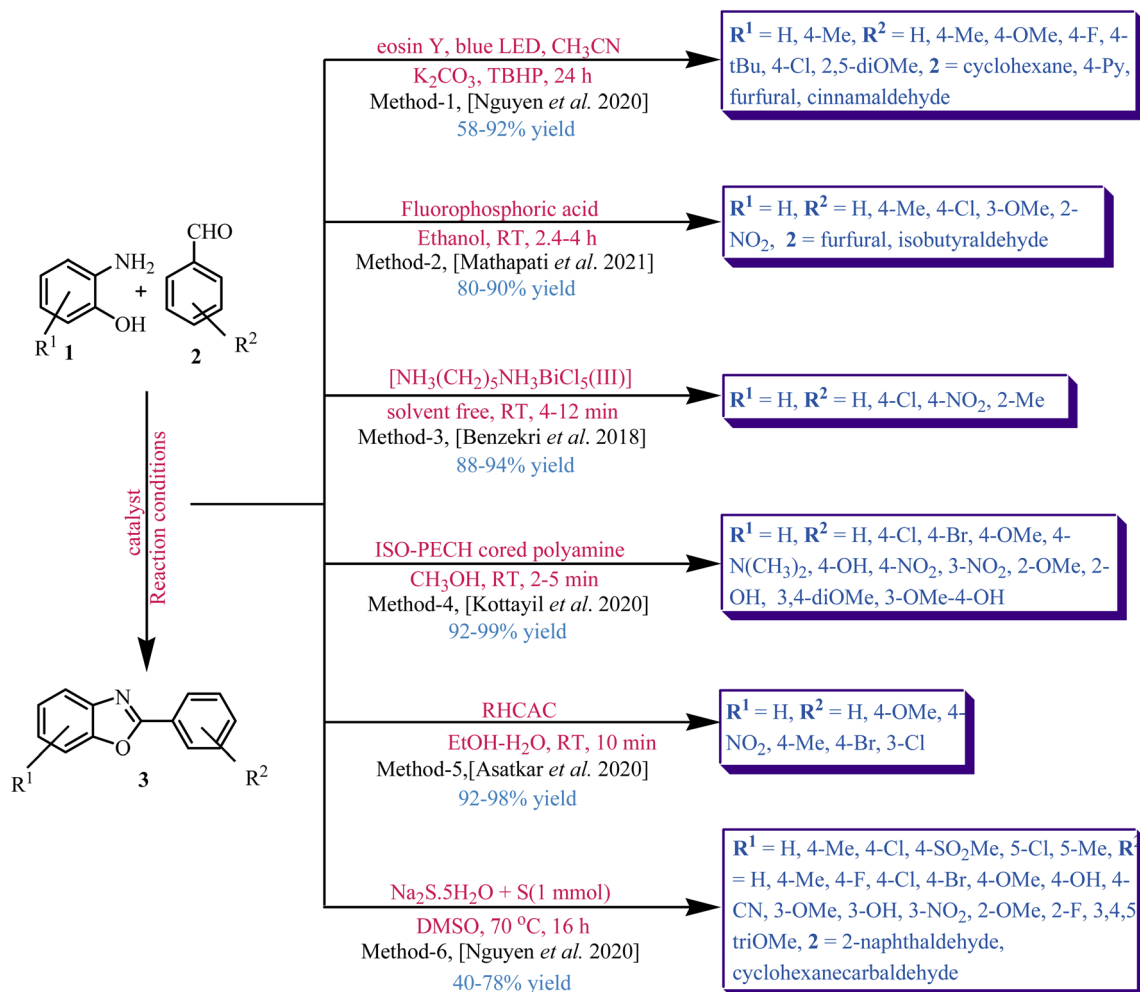 eosin Y, blue LED, CH₃CN
K₂CO₃, TBHP, 24 h
Method-1, [Nguyen et al. 2020]
58-92% yield
R¹ = H, 4-Me, R² = H, 4-Me, 4-OMe, 4-F, 4-
tBu, 4-Cl, 2,5-diOMe, 2 = cyclohexane, 4-Py,
furfural, cinnamaldehyde
Fluorophosphoric acid
Ethanol, RT, 2.4-4 h
Method-2, [Mathapati et al. 2021]
80-90% yield
R¹ = H, R² = H, 4-Me, 4-Cl, 3-OMe, 2-
NO₂, 2 = furfural, isobutyraldehyde
NH₂
OH
R¹
1
+
CHO
R²
2
[NH₃(CH₂)₅NH₃BiCl₅(III)]
solvent free, RT, 4-12 min
Method-3, [Benzekri et al. 2018]
88-94% yield
R¹ = H, R² = H, 4-Cl, 4-NO₂, 2-Me
catalyst
Reaction conditions
ISO-PECH cored polyamine
CH₃OH, RT, 2-5 min
Method-4, [Kottayil et al. 2020]
92-99% yield
R¹ = H, R² = H, 4-Cl, 4-Br, 4-OMe, 4-
N(CH₃)₂, 4-OH, 4-NO₂, 3-NO₂, 2-OMe, 2-
OH, 3,4-diOMe, 3-OMe-4-OH
N
O
R¹
R²
3
RHCAC
EtOH-H₂O, RT, 10 min
Method-5,[Asatkar et al. 2020]
92-98% yield
R¹ = H, R² = H, 4-OMe, 4-
NO₂, 4-Me, 4-Br, 3-Cl
Na₂S.5H₂O + S(1 mmol)
DMSO, 70 °C, 16 h
Method-6, [Nguyen et al. 2020]
40-78% yield
R¹ = H, 4-Me, 4-Cl, 4-SO₂Me, 5-Cl, 5-Me, R²
= H, 4-Me, 4-F, 4-Cl, 4-Br, 4-OMe, 4-OH, 4-
CN, 3-OMe, 3-OH, 3-NO₂, 2-OMe, 2-F, 3,4,5
triOMe, 2 = 2-naphthaldehyde,
cyclohexanecarbaldehyde